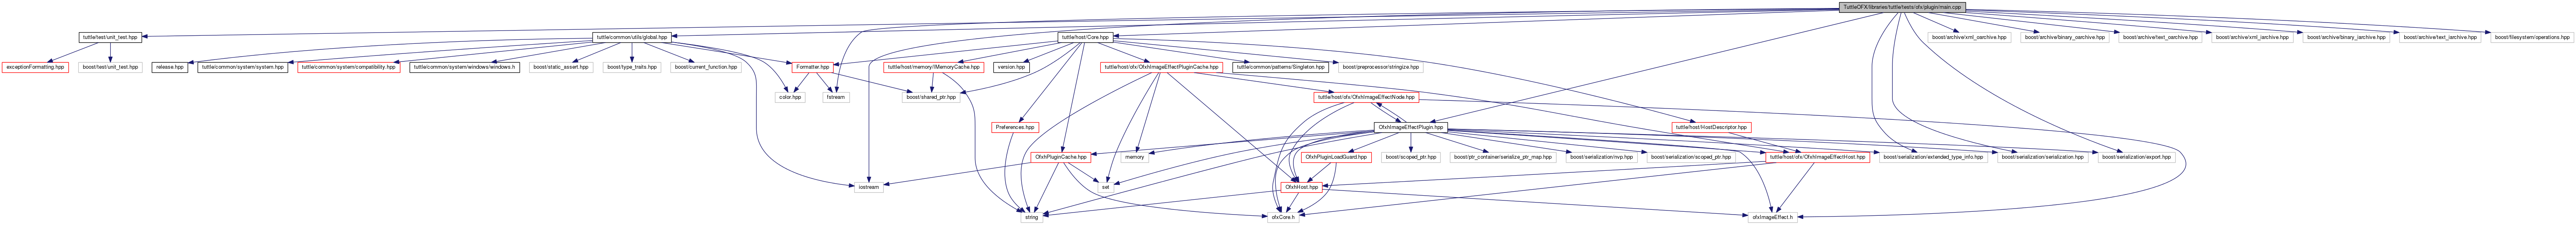 TuttleOFX/libraries/tuttle/tests/ofx/plugin/main.cpp
tuttle/test/unit_test.hpp
tuttle/common/utils/global.hpp
tuttle/host/Core.hpp
boost/archive/xml_oarchive.hpp
boost/archive/binary_oarchive.hpp
boost/archive/text_oarchive.hpp
boost/archive/xml_iarchive.hpp
boost/archive/binary_iarchive.hpp
boost/archive/text_iarchive.hpp
boost/filesystem/operations.hpp
exceptionFormatting.hpp
boost/test/unit_test.hpp
release.hpp
tuttle/common/system/system.hpp
tuttle/common/system/compatibility.hpp
tuttle/common/system/windows/windows.h
boost/static_assert.hpp
boost/type_traits.hpp
boost/current_function.hpp
Formatter.hpp
tuttle/host/memory/IMemoryCache.hpp
version.hpp
tuttle/host/ofx/OfxhImageEffectPluginCache.hpp
tuttle/common/patterns/Singleton.hpp
boost/preprocessor/stringize.hpp
color.hpp
fstream
boost/shared_ptr.hpp
tuttle/host/ofx/OfxhImageEffectNode.hpp
Preferences.hpp
OfxhImageEffectPlugin.hpp
tuttle/host/HostDescriptor.hpp
OfxhPluginCache.hpp
memory
OfxhPluginLoadGuard.hpp
boost/scoped_ptr.hpp
boost/ptr_container/serialize_ptr_map.hpp
boost/serialization/nvp.hpp
boost/serialization/scoped_ptr.hpp
tuttle/host/ofx/OfxhImageEffectHost.hpp
boost/serialization/extended_type_info.hpp
boost/serialization/serialization.hpp
boost/serialization/export.hpp
iostream
set
OfxhHost.hpp
string
ofxCore.h
ofxImageEffect.h